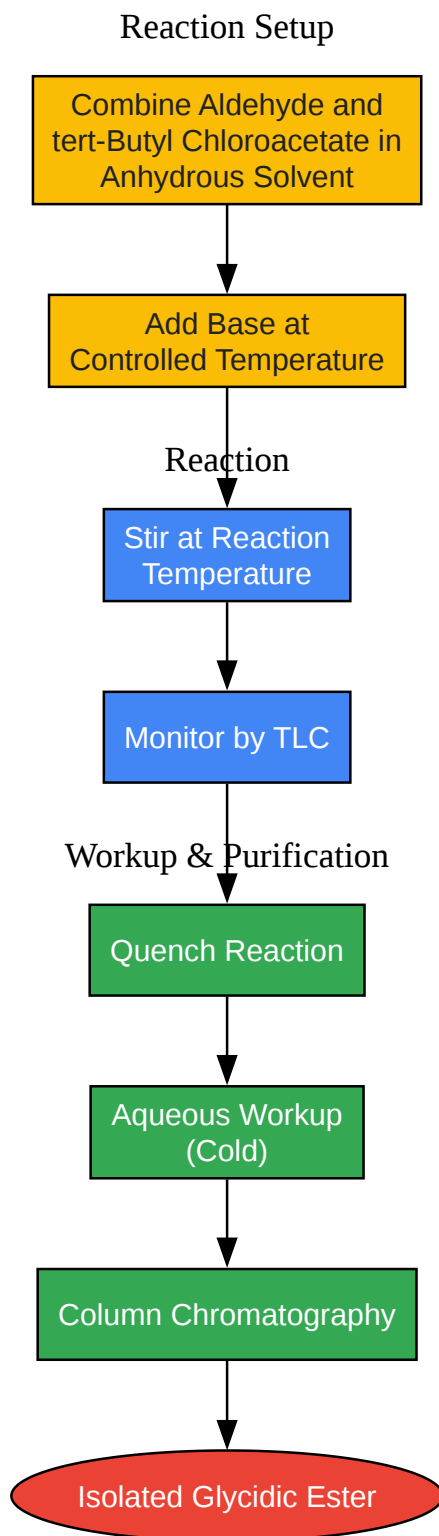 Reaction Setup
Combine Aldehyde and
tert-Butyl Chloroacetate in
Anhydrous Solvent
Add Base at
Controlled Temperature
Reaction
Stir at Reaction
Temperature
Monitor by TLC
Workup & Purification
Quench Reaction
Aqueous Workup
(Cold)
Column Chromatography
Isolated Glycidic Ester